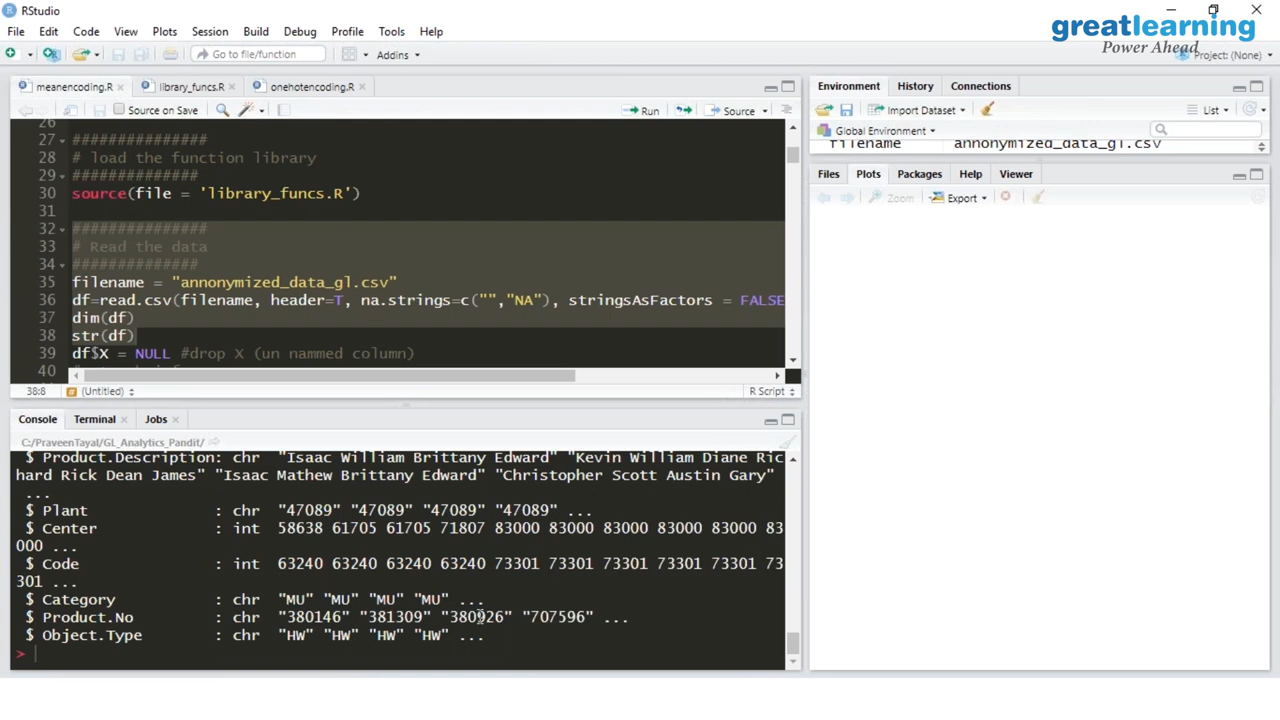 RStudio
greatlearning
Power Ahead
File Edit Code View Plots Session Build Debug Profile Tools Help
Go to file/function Addins Project: (None)
meanencoding.R library_funcs.R onehotencoding.R
Source on Save Run Source
26
27 ###############
28 # load the function library
29 ##############
30 source(file = 'library_funcs.R')
31
32 ###############
33 # Read the data
34 ##############
35 filename = "annonymized_data_gl.csv"
36 df=read.csv(filename, header=T, na.strings=c("","NA"), stringsAsFactors = FALSE
37 dim(df)
38 str(df)
39 df$X = NULL #drop X (un nammed column)
40
38:8 (Untitled) R Script
Console Terminal Jobs
C:/PraveenTayal/GL_Analytics_Pandit/
$ Product.Description: chr "Isaac William Brittany Edward" "Kevin William Diane Ric
hard Rick Dean James" "Isaac Mathew Brittany Edward" "Christopher Scott Austin Gary"
...
$ Plant : chr "47089" "47089" "47089" "47089" ...
$ Center : int 58638 61705 61705 71807 83000 83000 83000 83000 83000 83
000 ...
$ Code : int 63240 63240 63240 63240 73301 73301 73301 73301 73301 73
301 ...
$ Category : chr "MU" "MU" "MU" "MU" ...
$ Product.No : chr "380146" "381309" "380926" "707596" ...
$ Object.Type : chr "HW" "HW" "HW" "HW" ...
>
Environment History Connections
Import Dataset List
Global Environment
filename annonymized_data_gl.csv
Files Plots Packages Help Viewer
Zoom Export